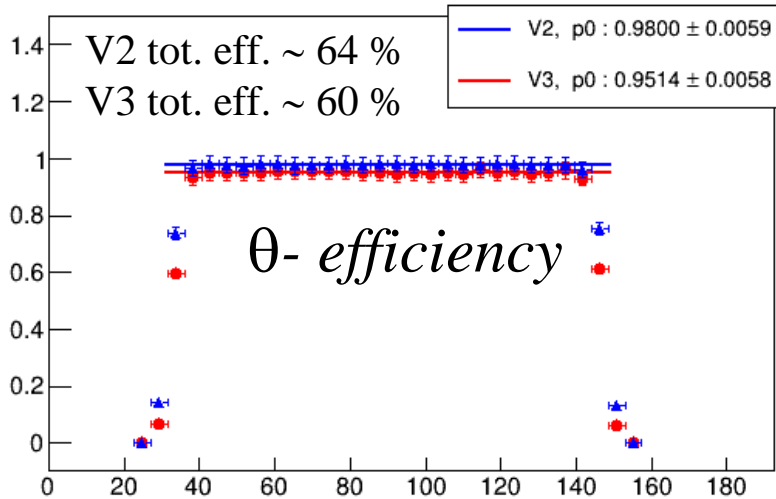 V2 tot. eff. ~ 64 %
V3 tot. eff. ~ 60 %
V2, p0 : 0.9800 ± 0.0059
V3, p0 : 0.9514 ± 0.0058
θ- efficiency
1.4
1.2
1
0.8
0.6
0.4
0.2
0
0 20 40 60 80 100 120 140 160 180